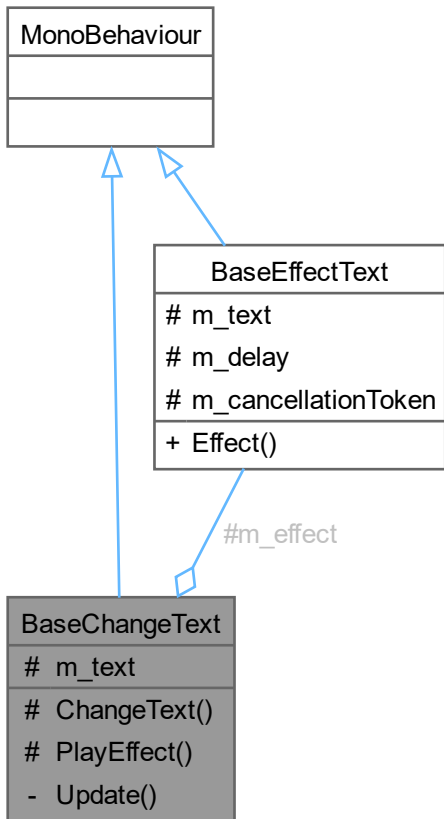 MonoBehaviour
BaseEffectText
# m_text
# m_delay
# m_cancellationToken
+ Effect()
#m_effect
BaseChangeText
# m_text
# ChangeText()
# PlayEffect()
- Update()